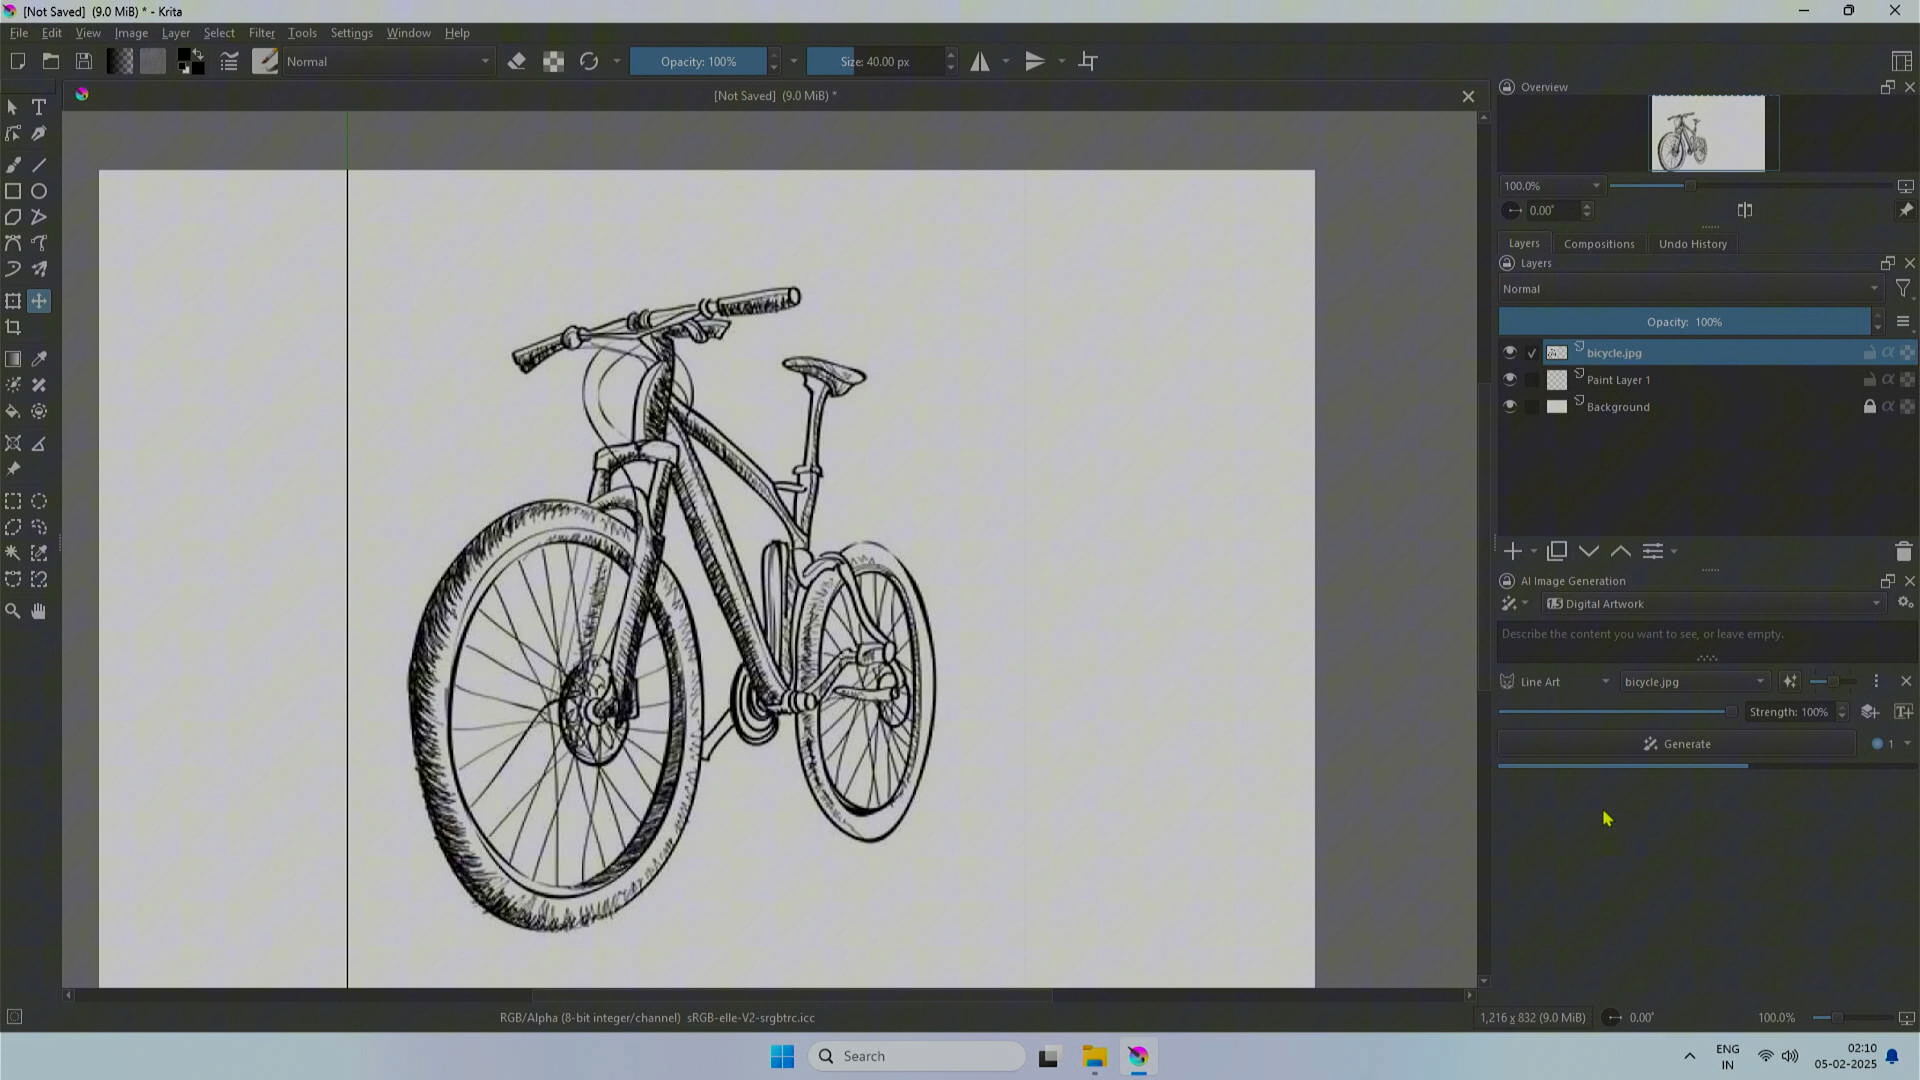 [Not Saved] (9.0 MiB) * - Krita
File Edit View Image Layer Select Filter Tools Settings Window Help
Normal
Opacity: 100%
Size: 40.00 px
[Not Saved] (9.0 MiB) *
Overview
100.0%
0.00°
Layers Compositions Undo History
Layers
Normal
Opacity: 100%
bicycle.jpg
Paint Layer 1
Background
AI Image Generation
1.5 Digital Artwork
Describe the content you want to see, or leave empty.
Line Art bicycle.jpg
Strength: 100%
Generate 1
RGB/Alpha (8-bit integer/channel) sRGB-elle-V2-srgbtrc.icc
1,216 x 832 (9.0 MiB) 0.00° 100.0%
Search
ENG
IN
02:10
05-02-2025